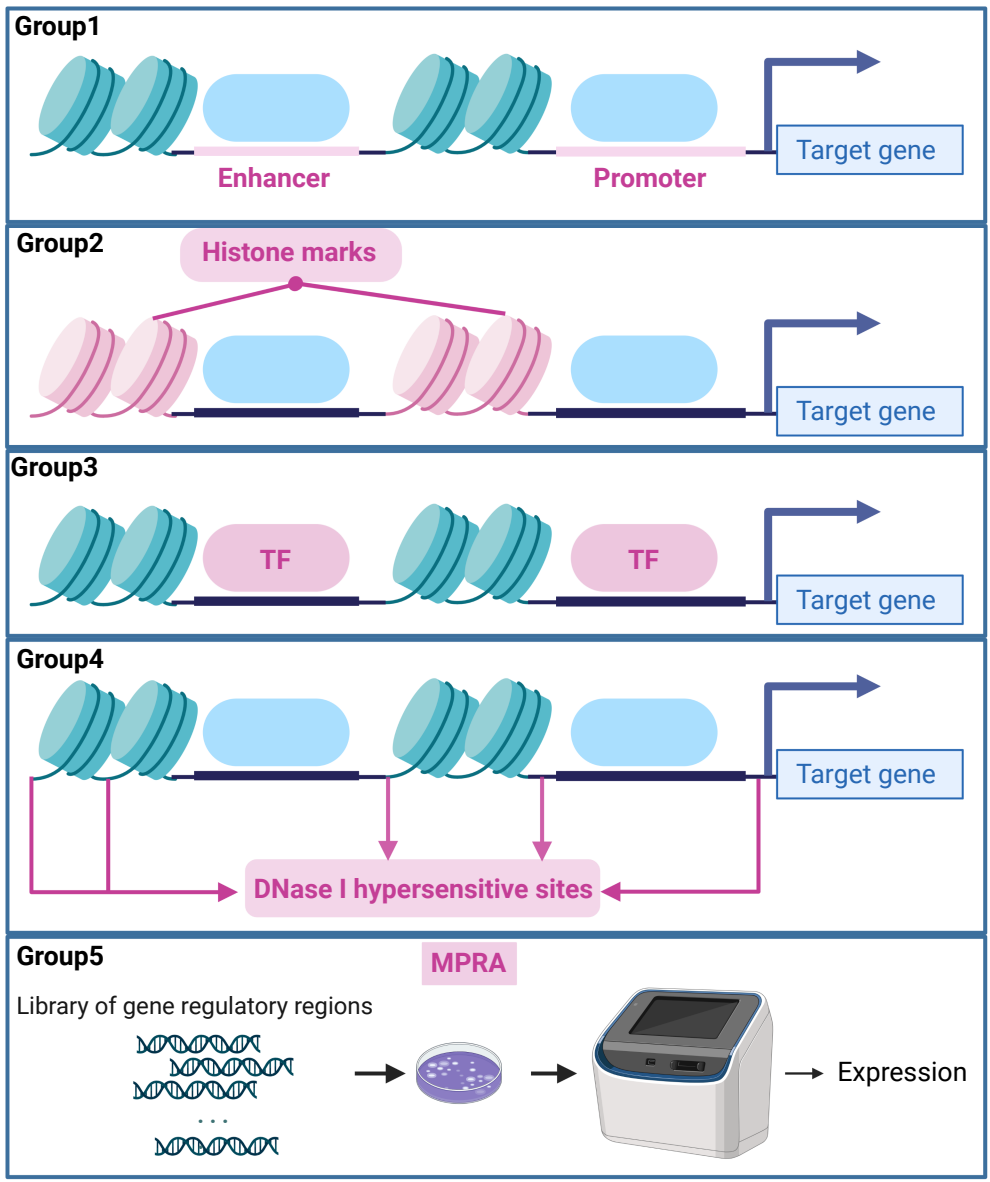 Group1
Enhancer
Promoter
Target gene
Group2
Histone marks
Target gene
Group3
TF
TF
Target gene
Group4
Target gene
DNase I hypersensitive sites
Group5
MPRA
Library of gene regulatory regions
...
Expression